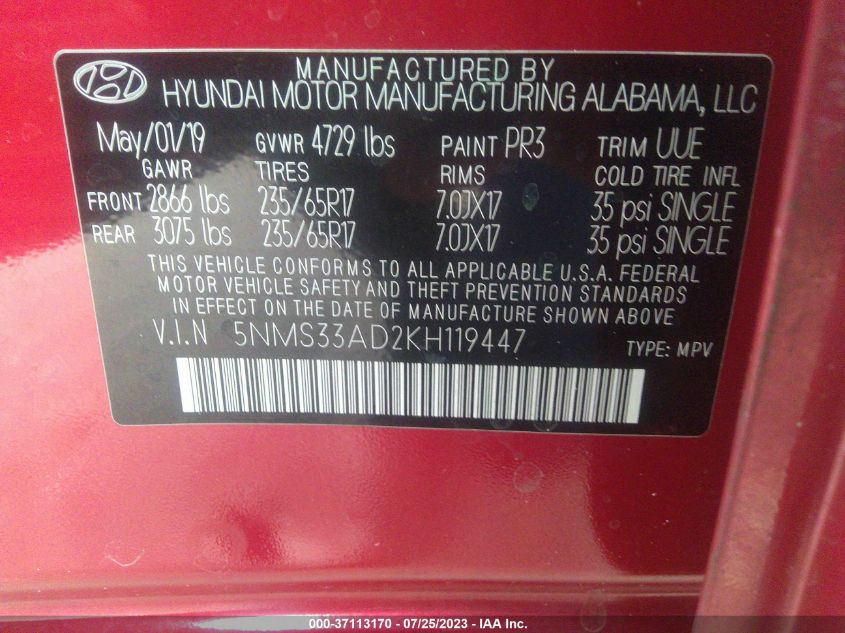 MANUFACTURED BY
HYUNDAI MOTOR MANUFACTURING ALABAMA, LLC
May/01/19 GVWR 4729 lbs PAINT PR3 TRIM UUE
GAWR TIRES RIMS COLD TIRE INFL
FRONT 2866 lbs 235/65R17 7.0JX17 35 psi SINGLE
REAR 3075 lbs 235/65R17 7.0JX17 35 psi SINGLE
THIS VEHICLE CONFORMS TO ALL APPLICABLE U.S.A. FEDERAL
MOTOR VEHICLE SAFETY AND THEFT PREVENTION STANDARDS
IN EFFECT ON THE DATE OF MANUFACTURE SHOWN ABOVE
V.I.N 5NMS33AD2KH119447 TYPE: MPV
000-37113170 - 07/25/2023 - IAA Inc.